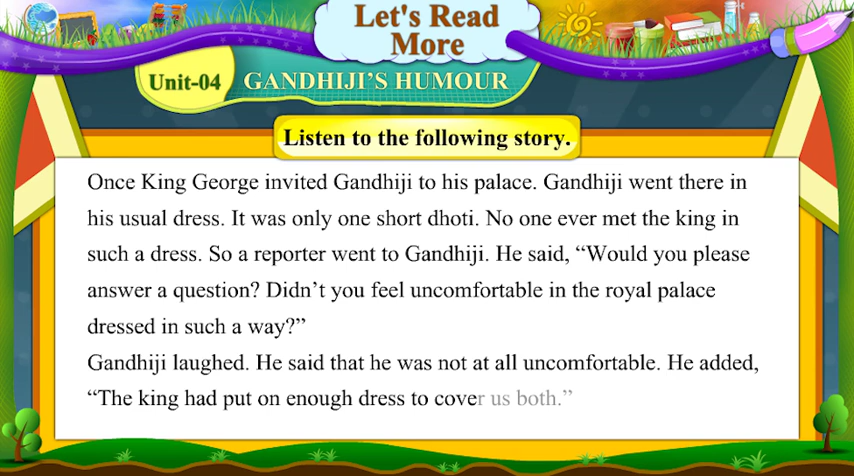 Let's Read
More
Unit-04 GANDHIJI'S HUMOUR
Listen to the following story.
Once King George invited Gandhiji to his palace. Gandhiji went there in
his usual dress. It was only one short dhoti. No one ever met the king in
such a dress. So a reporter went to Gandhiji. He said, “Would you please
answer a question? Didn’t you feel uncomfortable in the royal palace
dressed in such a way?”
Gandhiji laughed. He said that he was not at all uncomfortable. He added,
“The king had put on enough dress to cover us both.”